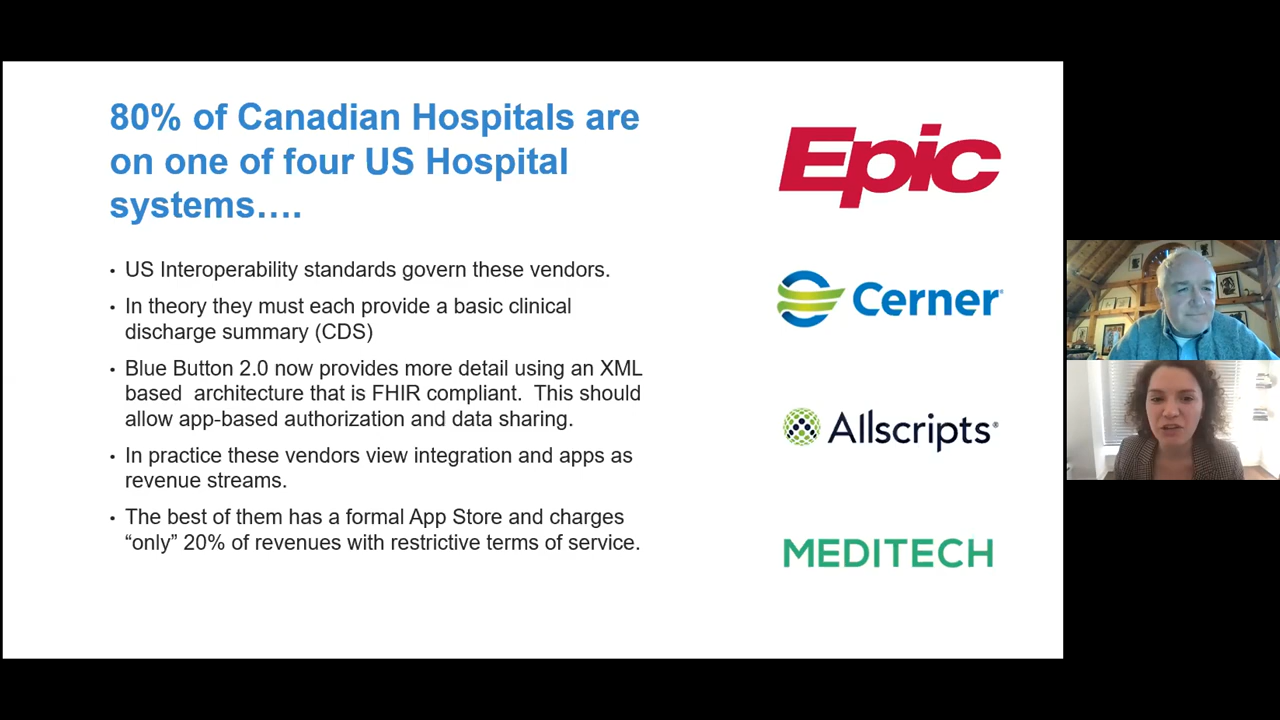 80% of Canadian Hospitals are
on one of four US Hospital
systems….
• US Interoperability standards govern these vendors.
• In theory they must each provide a basic clinical
discharge summary (CDS)
• Blue Button 2.0 now provides more detail using an XML
based  architecture that is FHIR compliant.  This should
allow app-based authorization and data sharing.
• In practice these vendors view integration and apps as
revenue streams.
• The best of them has a formal App Store and charges
“only” 20% of revenues with restrictive terms of service.
Epic
Cerner®
Allscripts®
MEDITECH